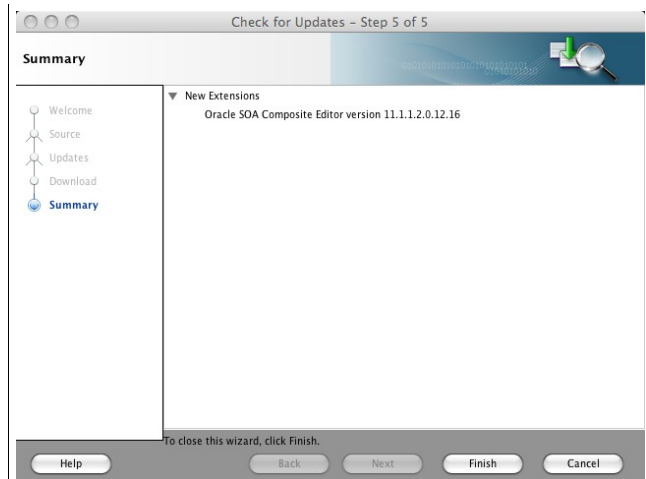 Check for Updates – Step 5 of 5
Summary
Welcome
Source
Updates
Download
Summary
New Extensions
Oracle SOA Composite Editor version 11.1.1.2.0.12.16
To close this wizard, click Finish.
Help
Back
Next
Finish
Cancel